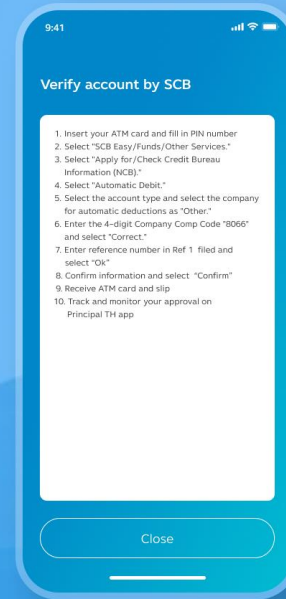 9:41
Verify account by SCB
1. Insert your ATM card and fill in PIN number
2. Select "SCB Easy/Funds/Other Services."
3. Select "Apply for/Check Credit Bureau
Information (NCB)."
4. Select "Automatic Debit."
5. Select the account type and select the company
for automatic deductions as "Other."
6. Enter the 4-digit Company Comp Code "8066"
and select "Correct."
7. Enter reference number in Ref 1 filed and
select "Ok"
8. Confirm information and select "Confirm"
9. Receive ATM card and slip
10. Track and monitor your approval on
Principal TH app
Close